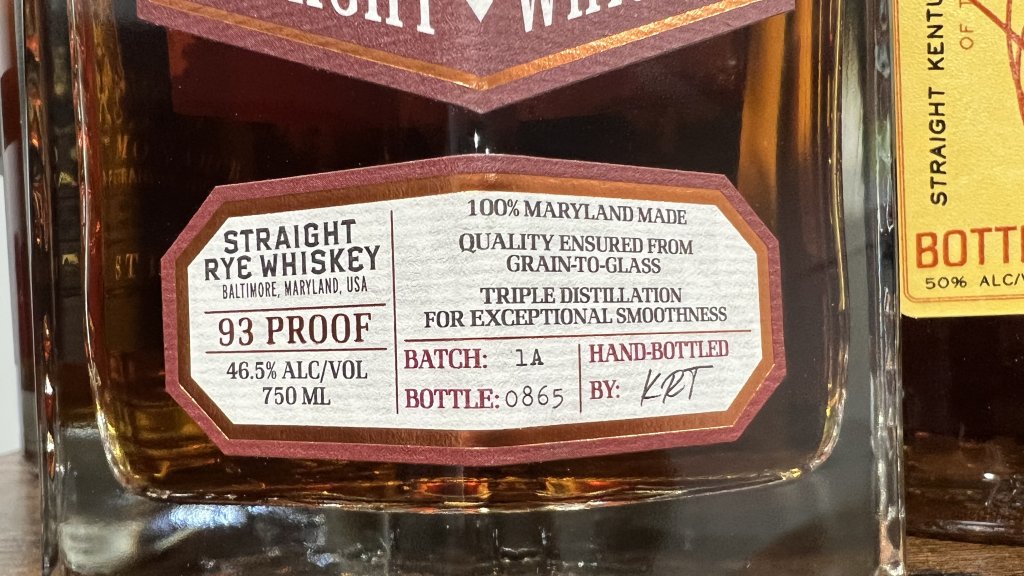 STRAIGHT
RYE WHISKEY
BALTIMORE, MARYLAND, USA
93 PROOF
46.5% ALC/VOL
750 ML
100% MARYLAND MADE
QUALITY ENSURED FROM
GRAIN-TO-GLASS
TRIPLE DISTILLATION
FOR EXCEPTIONAL SMOOTHNESS
BATCH: 1A
BOTTLE: 0865
HAND-BOTTLED
BY: KRT
STRAIGHT
OF
50%